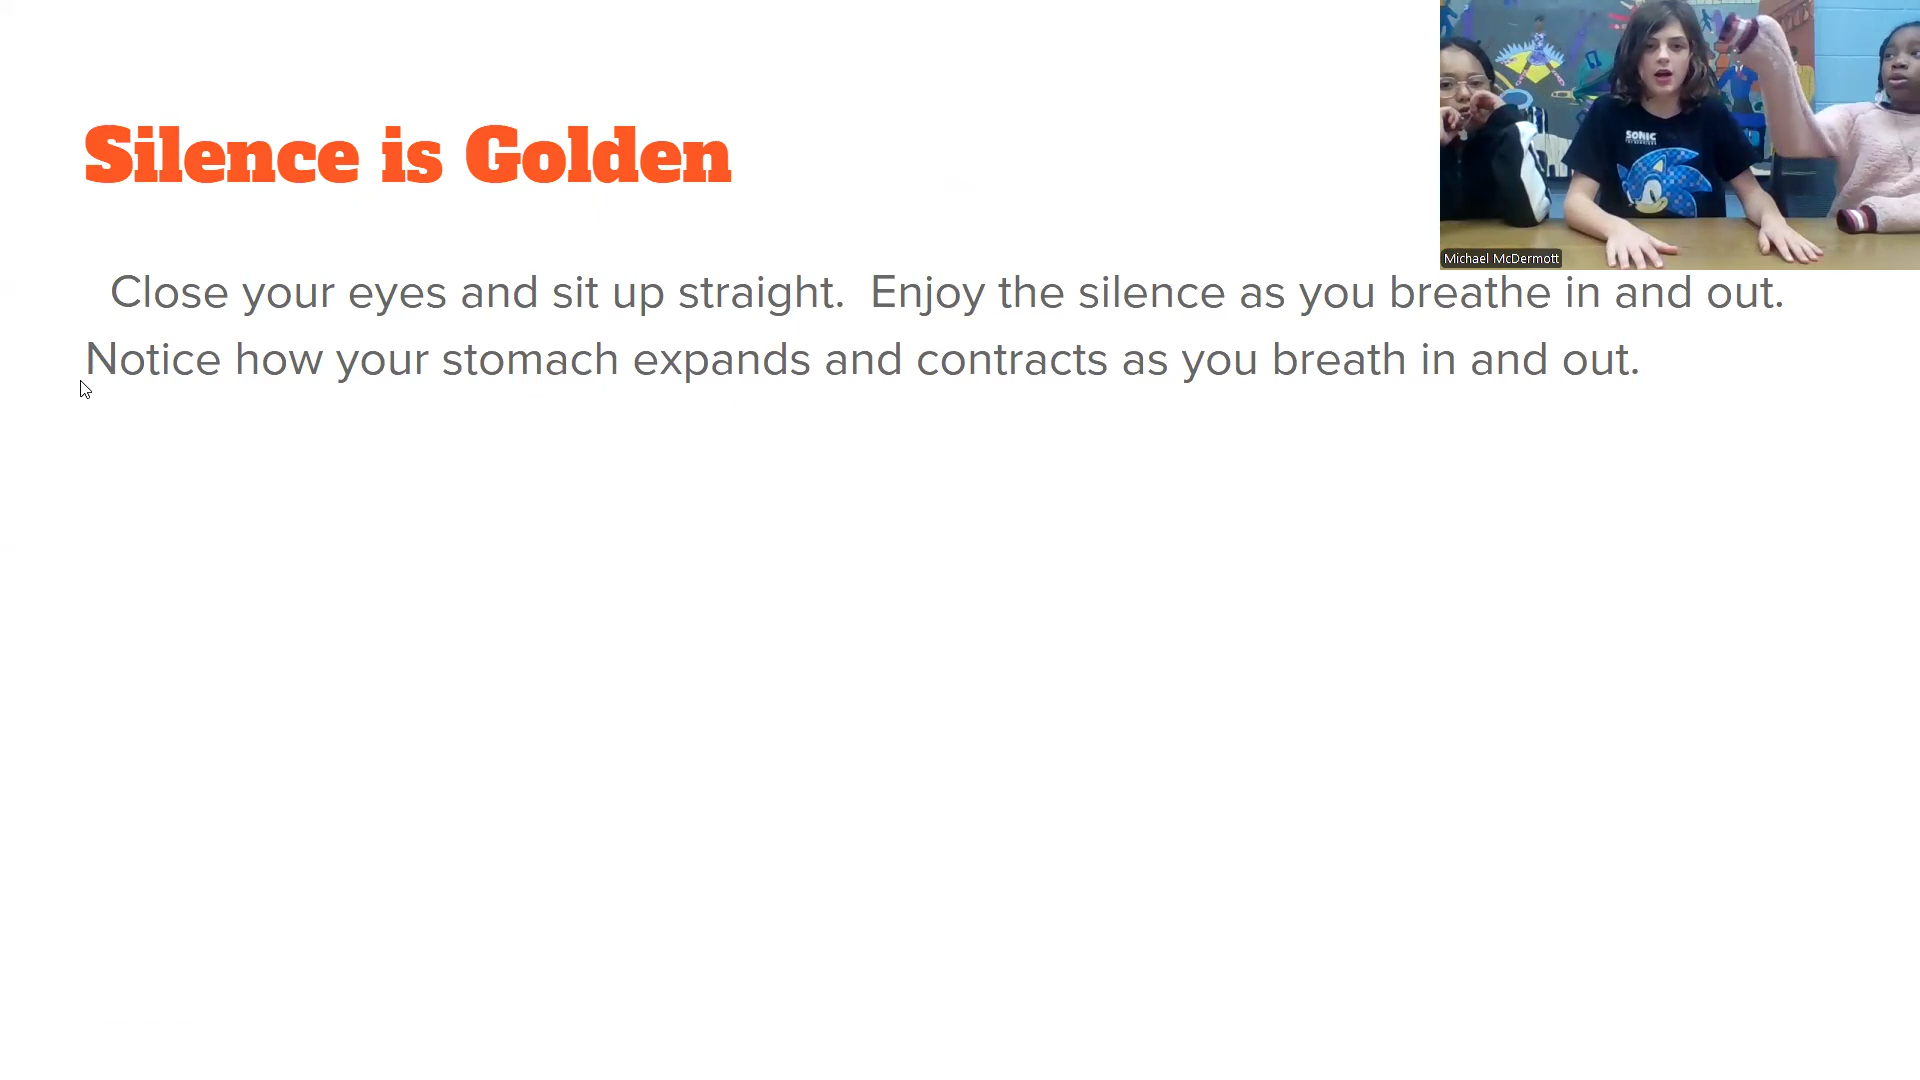 Silence is Golden
Close your eyes and sit up straight.  Enjoy the silence as you breathe in and out.
Notice how your stomach expands and contracts as you breath in and out.
SONIC
Michael McDermott